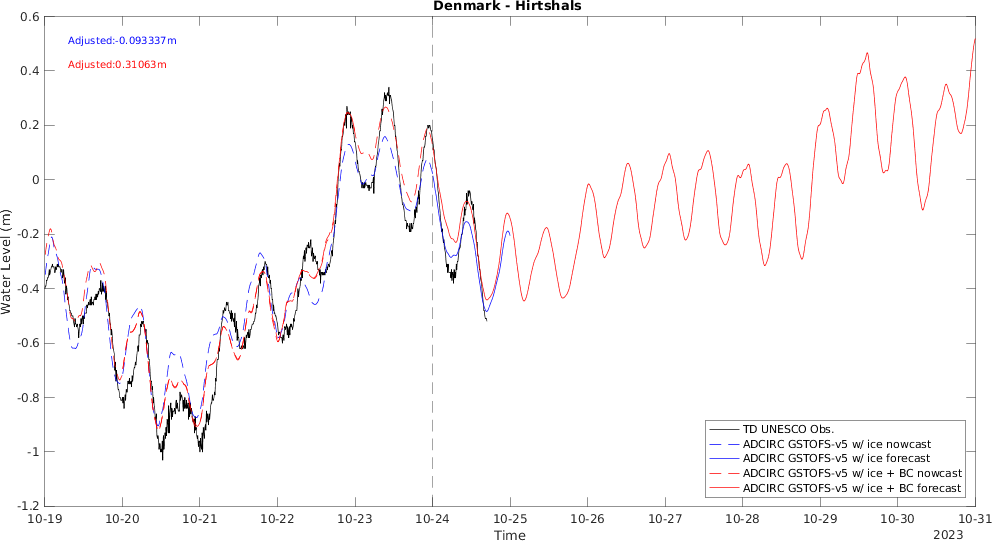 Denmark - Hirtshals
Adjusted:-0.093337m
Adjusted:0.31063m
0.6
0.4
0.2
0
-0.2
-0.4
-0.6
-0.8
-1
-1.2
Water Level (m)
TD UNESCO Obs.
ADCIRC GSTOFS-v5 w/ ice nowcast
ADCIRC GSTOFS-v5 w/ ice forecast
ADCIRC GSTOFS-v5 w/ ice + BC nowcast
ADCIRC GSTOFS-v5 w/ ice + BC forecast
10-19 10-20 10-21 10-22 10-23 10-24 10-25 10-26 10-27 10-28 10-29 10-30 10-31
Time
2023